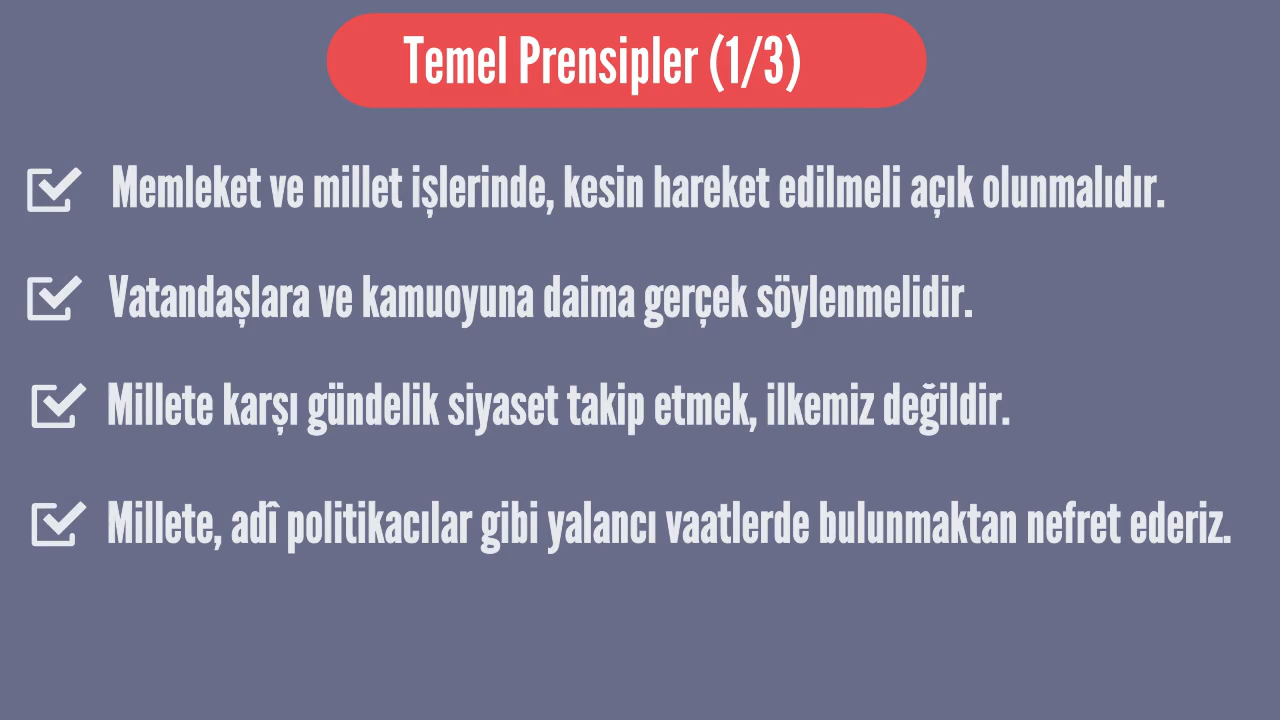 Temel Prensipler (1/3)
Memleket ve millet işlerinde, kesin hareket edilmeli açık olunmalıdır.
Vatandaşlara ve kamuoyuna daima gerçek söylenmelidir.
Millete karşı gündelik siyaset takip etmek, ilkemiz değildir.
Millete, adî politikacılar gibi yalancı vaatlerde bulunmaktan nefret ederiz.